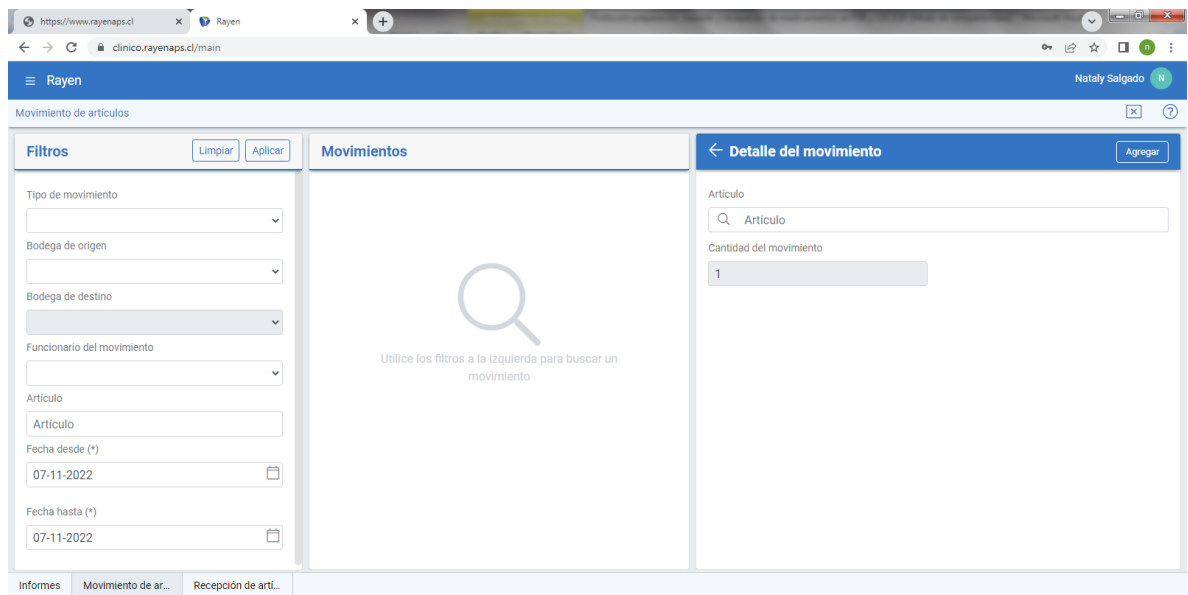 https://www.rayenaps.cl
Rayen
clinico.rayenaps.cl/main
n
Rayen
Nataly Salgado
N
Movimiento de artículos
Filtros
Limpiar
Aplicar
Tipo de movimiento
Bodega de origen
Bodega de destino
Funcionario del movimiento
Artículo
Artículo
Fecha desde (*)
07-11-2022
Fecha hasta (*)
07-11-2022
Movimientos
Utilice los filtros a la izquierda para buscar un
movimiento
Detalle del movimiento
Agregar
Artículo
Artículo
Cantidad del movimiento
1
Informes
Movimiento de ar...
Recepción de artí...